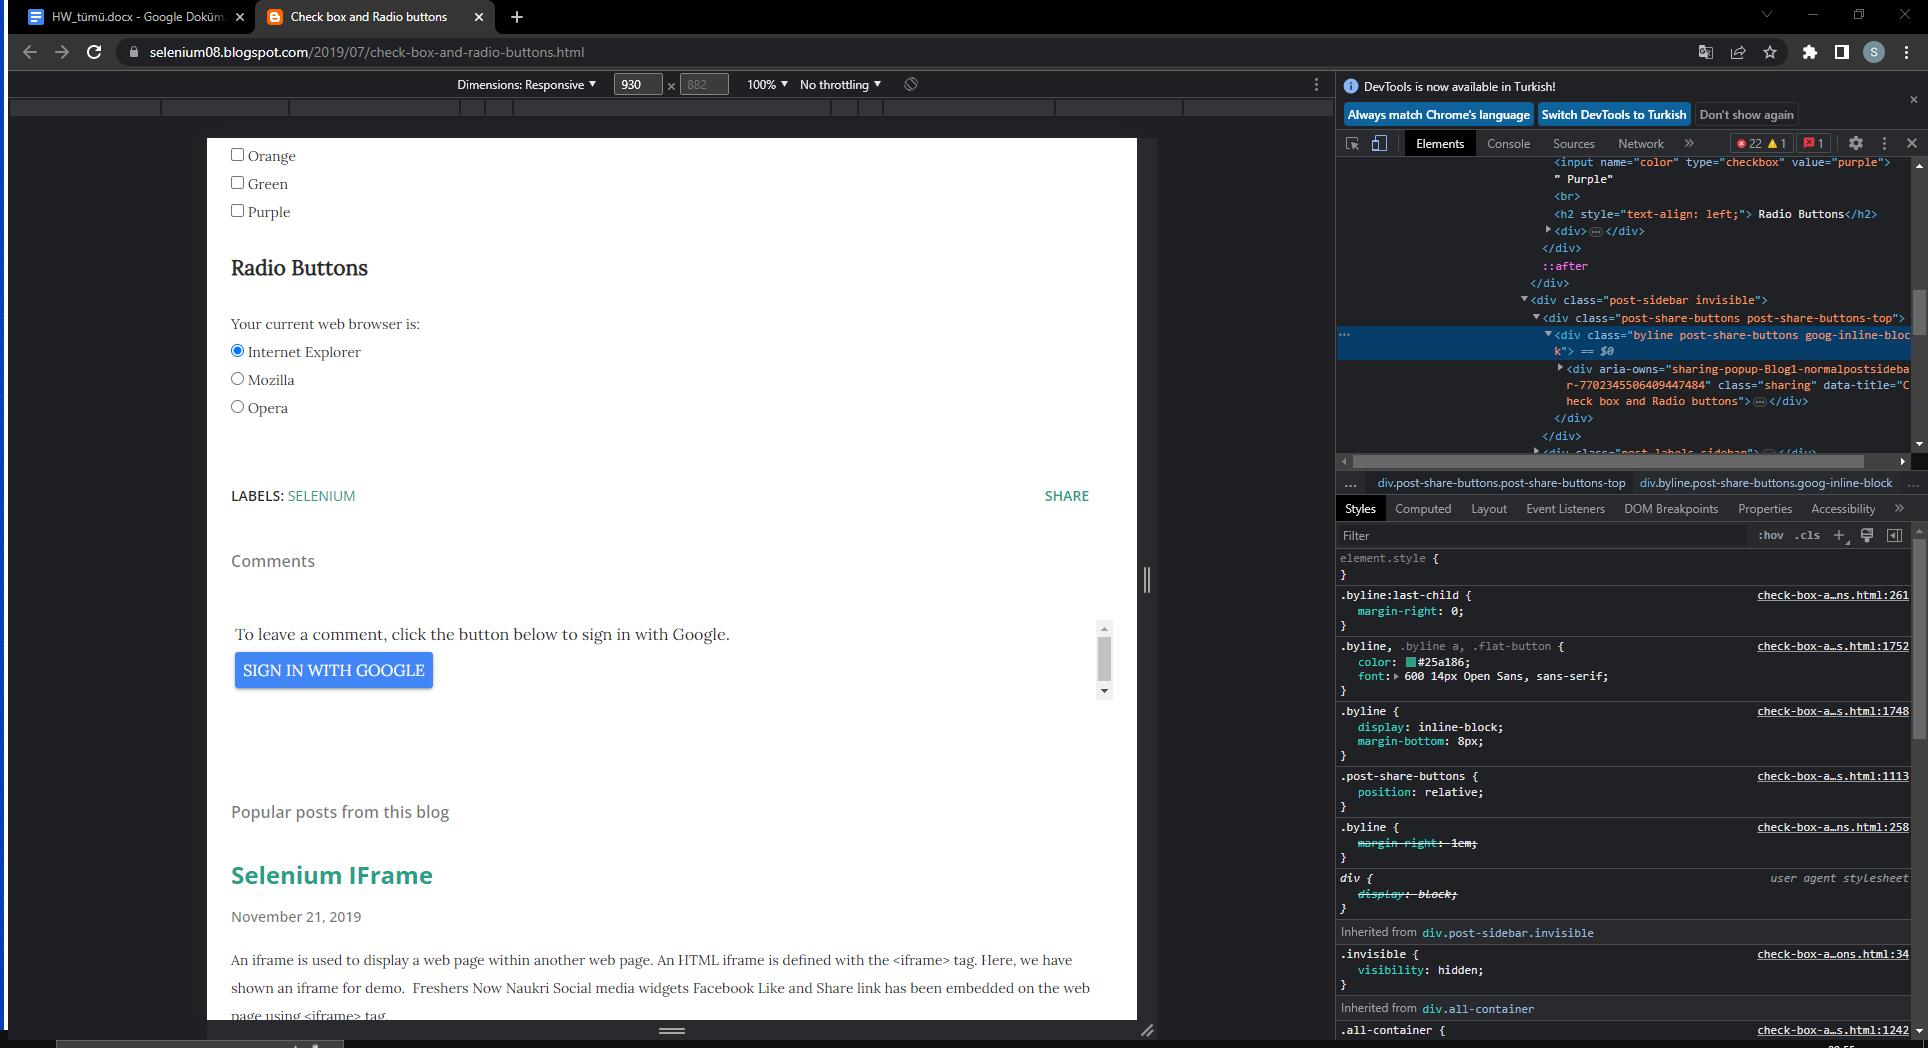 HW_tümü.docx - Google Doküm
Check box and Radio buttons
selenium08.blogspot.com/2019/07/check-box-and-radio-buttons.html
S
Dimensions: Responsive
930 × 882
100%
No throttling
Orange
Green
Purple
Radio Buttons
Your current web browser is:
Internet Explorer
Mozilla
Opera
LABELS: SELENIUM
SHARE
Comments
To leave a comment, click the button below to sign in with Google.
SIGN IN WITH GOOGLE
Popular posts from this blog
Selenium IFrame
November 21, 2019
An iframe is used to display a web page within another web page. An HTML iframe is defined with the <iframe> tag. Here, we have
shown an iframe for demo.  Freshers Now Naukri Social media widgets Facebook Like and Share link has been embedded on the web
page using <iframe> tag.
DevTools is now available in Turkish!
Always match Chrome's language
Switch DevTools to Turkish
Don't show again
Elements
Console
Sources
Network
»
22
1
1
<input name="color" type="checkbox" value="purple">
" Purple"
<br>
<h2 style="text-align: left;"> Radio Buttons</h2>
<div>…</div>
</div>
::after
</div>
<div class="post-sidebar invisible">
<div class="post-share-buttons post-share-buttons-top">
… <div class="byline post-share-buttons goog-inline-bloc
k"> == $0
<div aria-owns="sharing-popup-Blog1-normalpostsideba
r-7702345506409447484" class="sharing" data-title="C
heck box and Radio buttons">…</div>
</div>
</div>
<div class="post-labels-sidebar">…</div>
… div.post-share-buttons.post-share-buttons-top
div.byline.post-share-buttons.goog-inline-block …
Styles
Computed
Layout
Event Listeners
DOM Breakpoints
Properties
Accessibility
»
Filter
:hov .cls +
element.style {
}
.byline:last-child { check-box-a…ns.html:261
margin-right: 0;
}
.byline, .byline a, .flat-button { check-box-a…s.html:1752
color: #25a186;
font: 600 14px Open Sans, sans-serif;
}
.byline { check-box-a…s.html:1748
display: inline-block;
margin-bottom: 8px;
}
.post-share-buttons { check-box-a…s.html:1113
position: relative;
}
.byline { check-box-a…ns.html:258
margin-right: 1em;
}
div { user agent stylesheet
display: block;
}
Inherited from div.post-sidebar.invisible
.invisible { check-box-a…ons.html:34
visibility: hidden;
}
Inherited from div.all-container
.all-container { check-box-a…s.html:1242